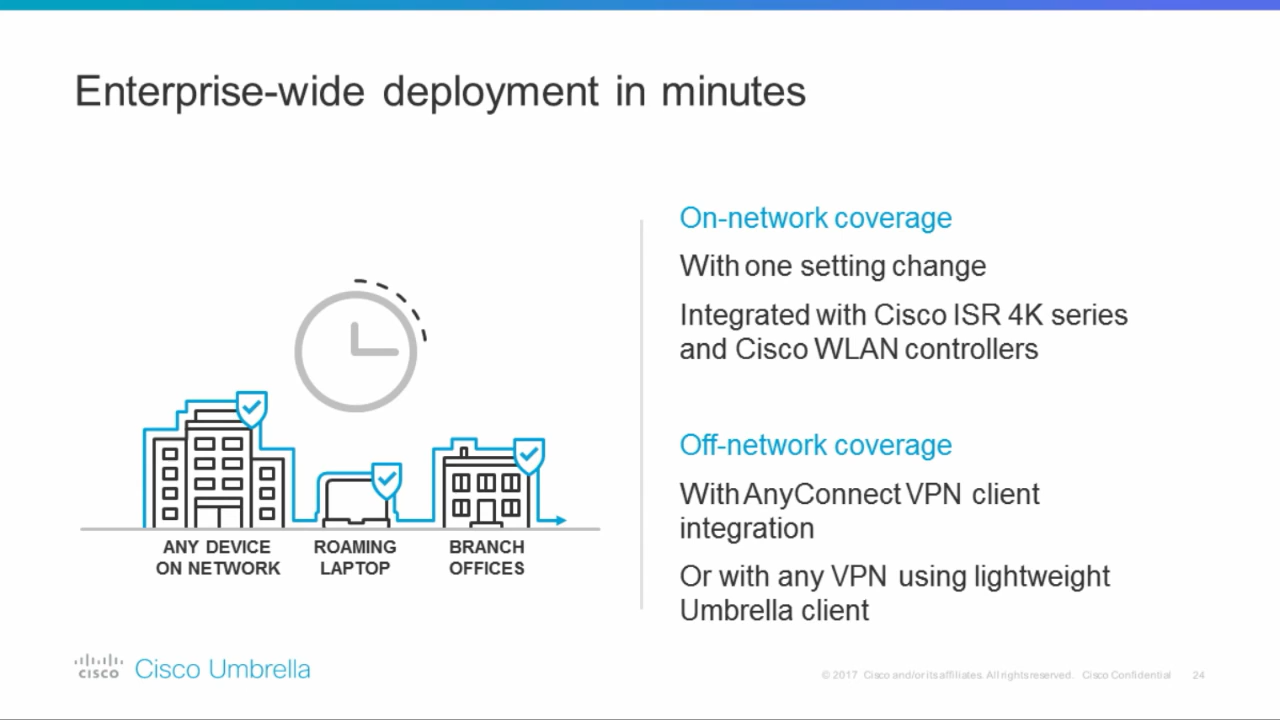 Enterprise-wide deployment in minutes
On-network coverage
With one setting change
Integrated with Cisco ISR 4K series
and Cisco WLAN controllers
Off-network coverage
With AnyConnect VPN client
integration
Or with any VPN using lightweight
Umbrella client
ANY DEVICE
ON NETWORK
ROAMING
LAPTOP
BRANCH
OFFICES
CISCO
Cisco Umbrella
© 2017 Cisco and/or its affiliates. All rights reserved. Cisco Confidential
24